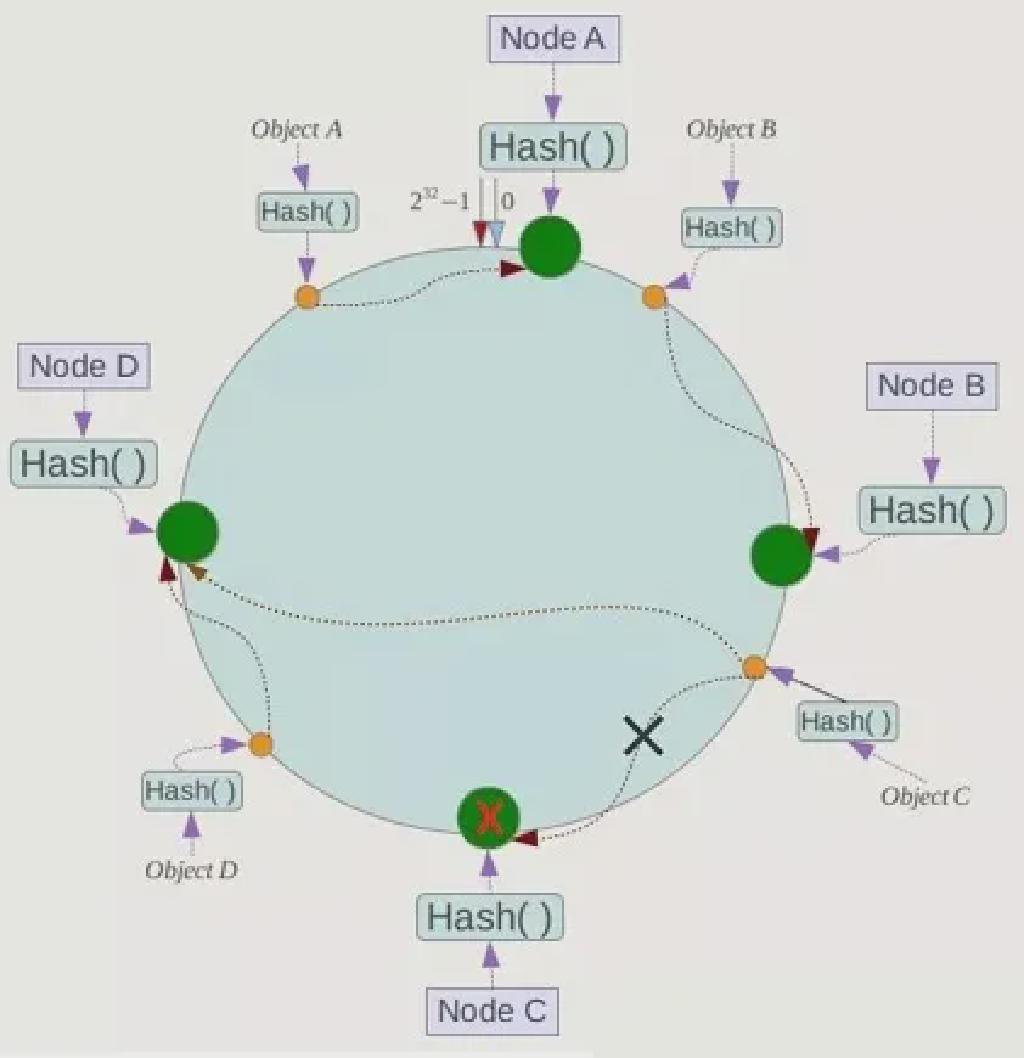 Node A
Object A
Hash( )
Object B
Hash( )
2^32−1
0
Hash( )
Node D
Node B
Hash( )
Hash( )
Hash( )
Hash( )
Object C
Object D
Hash( )
Node C